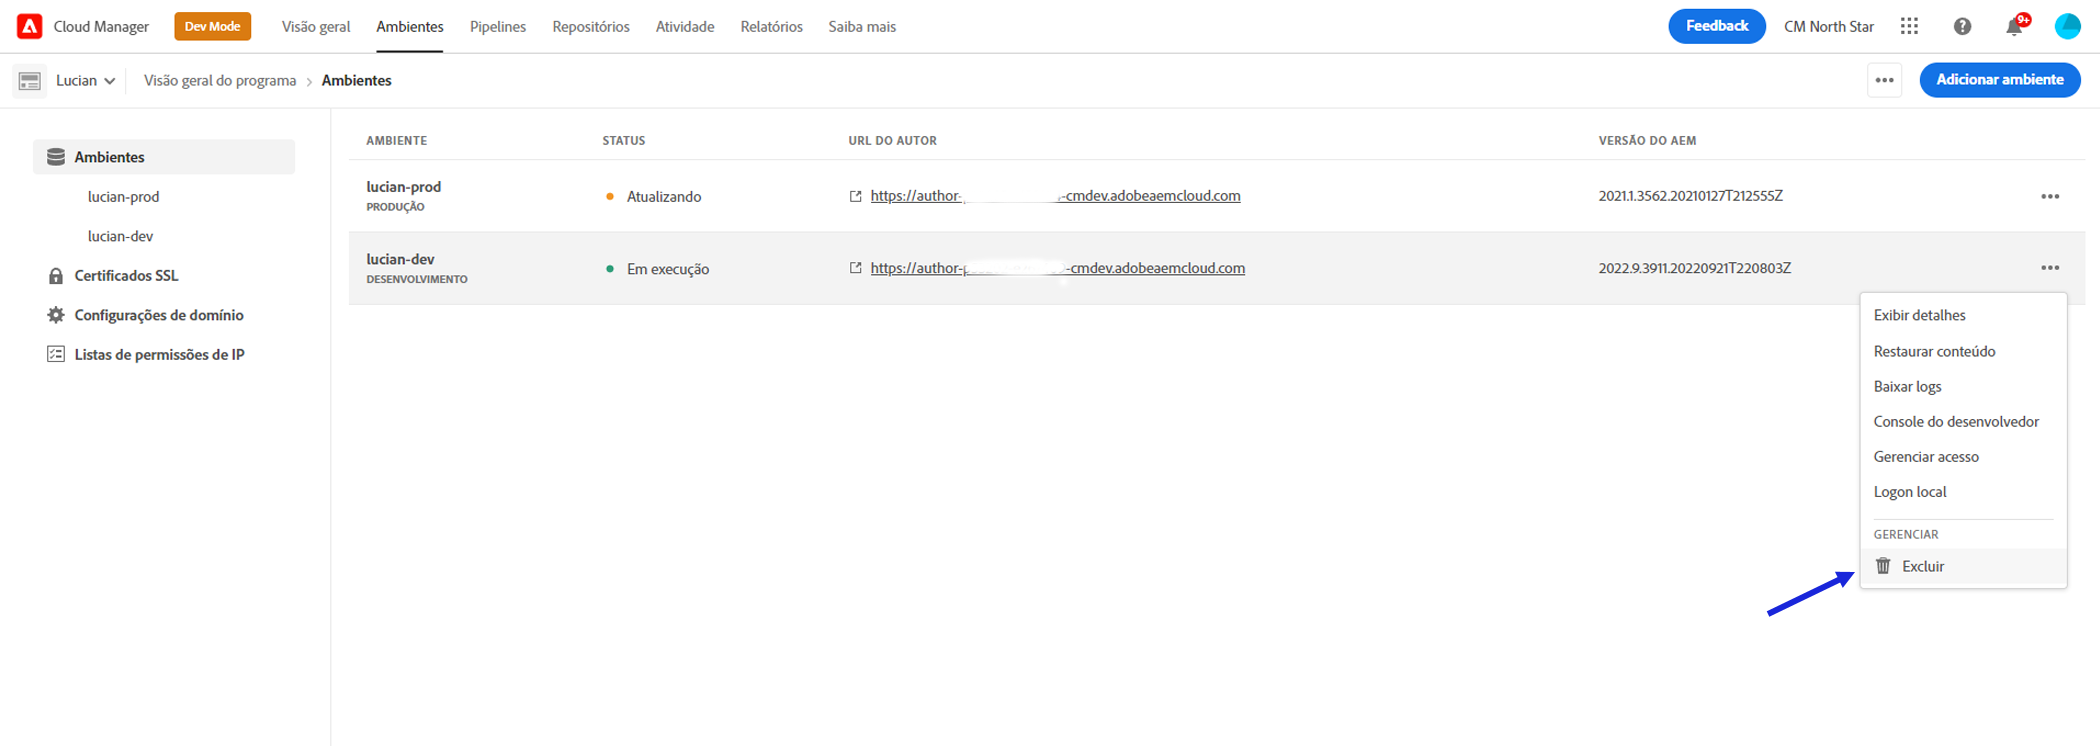 Cloud Manager Dev Mode Visão geral Ambientes Pipelines Repositórios Atividade Relatórios Saiba mais Feedback CM North Star 9+
Lucian Visão geral do programa › Ambientes ••• Adicionar ambiente
Ambientes
lucian-prod
lucian-dev
Certificados SSL
Configurações de domínio
Listas de permissões de IP
AMBIENTE STATUS URL DO AUTOR VERSÃO DO AEM
lucian-prod
PRODUÇÃO
Atualizando https://author- -cmdev.adobeaemcloud.com 2021.1.3562.20210127T212555Z
lucian-dev
DESENVOLVIMENTO
Em execução https://author- -cmdev.adobeaemcloud.com 2022.9.3911.20220921T220803Z
Exibir detalhes
Restaurar conteúdo
Baixar logs
Console do desenvolvedor
Gerenciar acesso
Logon local
GERENCIAR
Excluir